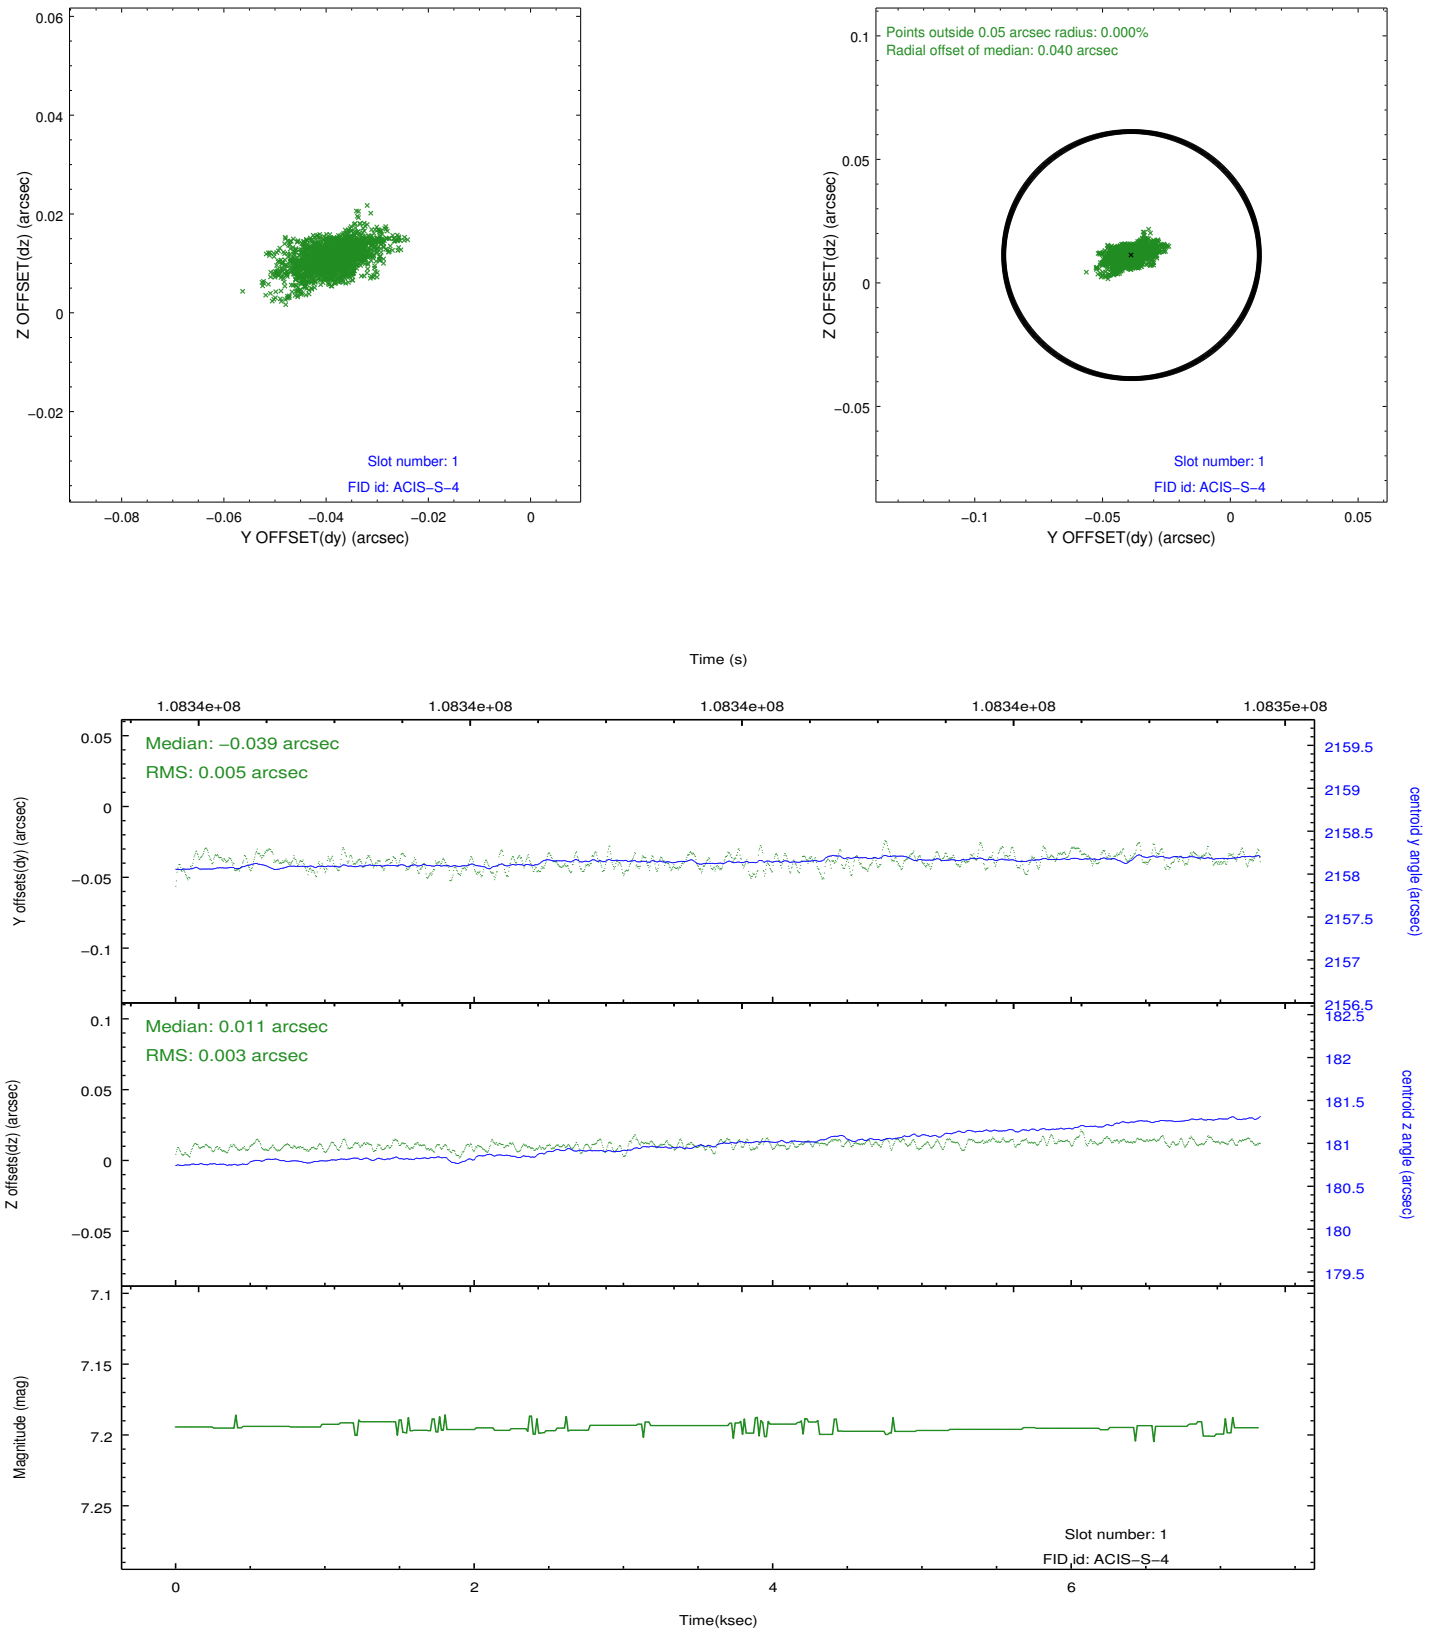 0.06
0.04
0.02
0
−0.02
Z OFFSET(dz) (arcsec)
Slot number: 1
FID id: ACIS−S−4
−0.08
−0.06
−0.04
−0.02
0
Y OFFSET(dy) (arcsec)
Points outside 0.05 arcsec radius: 0.000%
Radial offset of median: 0.040 arcsec
0.1
0.05
0
−0.05
Z OFFSET(dz) (arcsec)
Slot number: 1
FID id: ACIS−S−4
−0.1
−0.05
0
0.05
Y OFFSET(dy) (arcsec)
Time (s)
1.0834e+08
1.0834e+08
1.0834e+08
1.0834e+08
1.0835e+08
Median: −0.039 arcsec
RMS: 0.005 arcsec
0.05
0
−0.05
−0.1
Y offsets(dy) (arcsec)
2159.5
2159
2158.5
2158
2157.5
2157
2156.5
centroid y angle (arcsec)
Median: 0.011 arcsec
RMS: 0.003 arcsec
0.1
0.05
0
−0.05
Z offsets(dz) (arcsec)
182.5
182
181.5
181
180.5
180
179.5
centroid z angle (arcsec)
7.1
7.15
7.2
7.25
Magnitude (mag)
Slot number: 1
FID id: ACIS−S−4
0
2
4
6
Time(ksec)